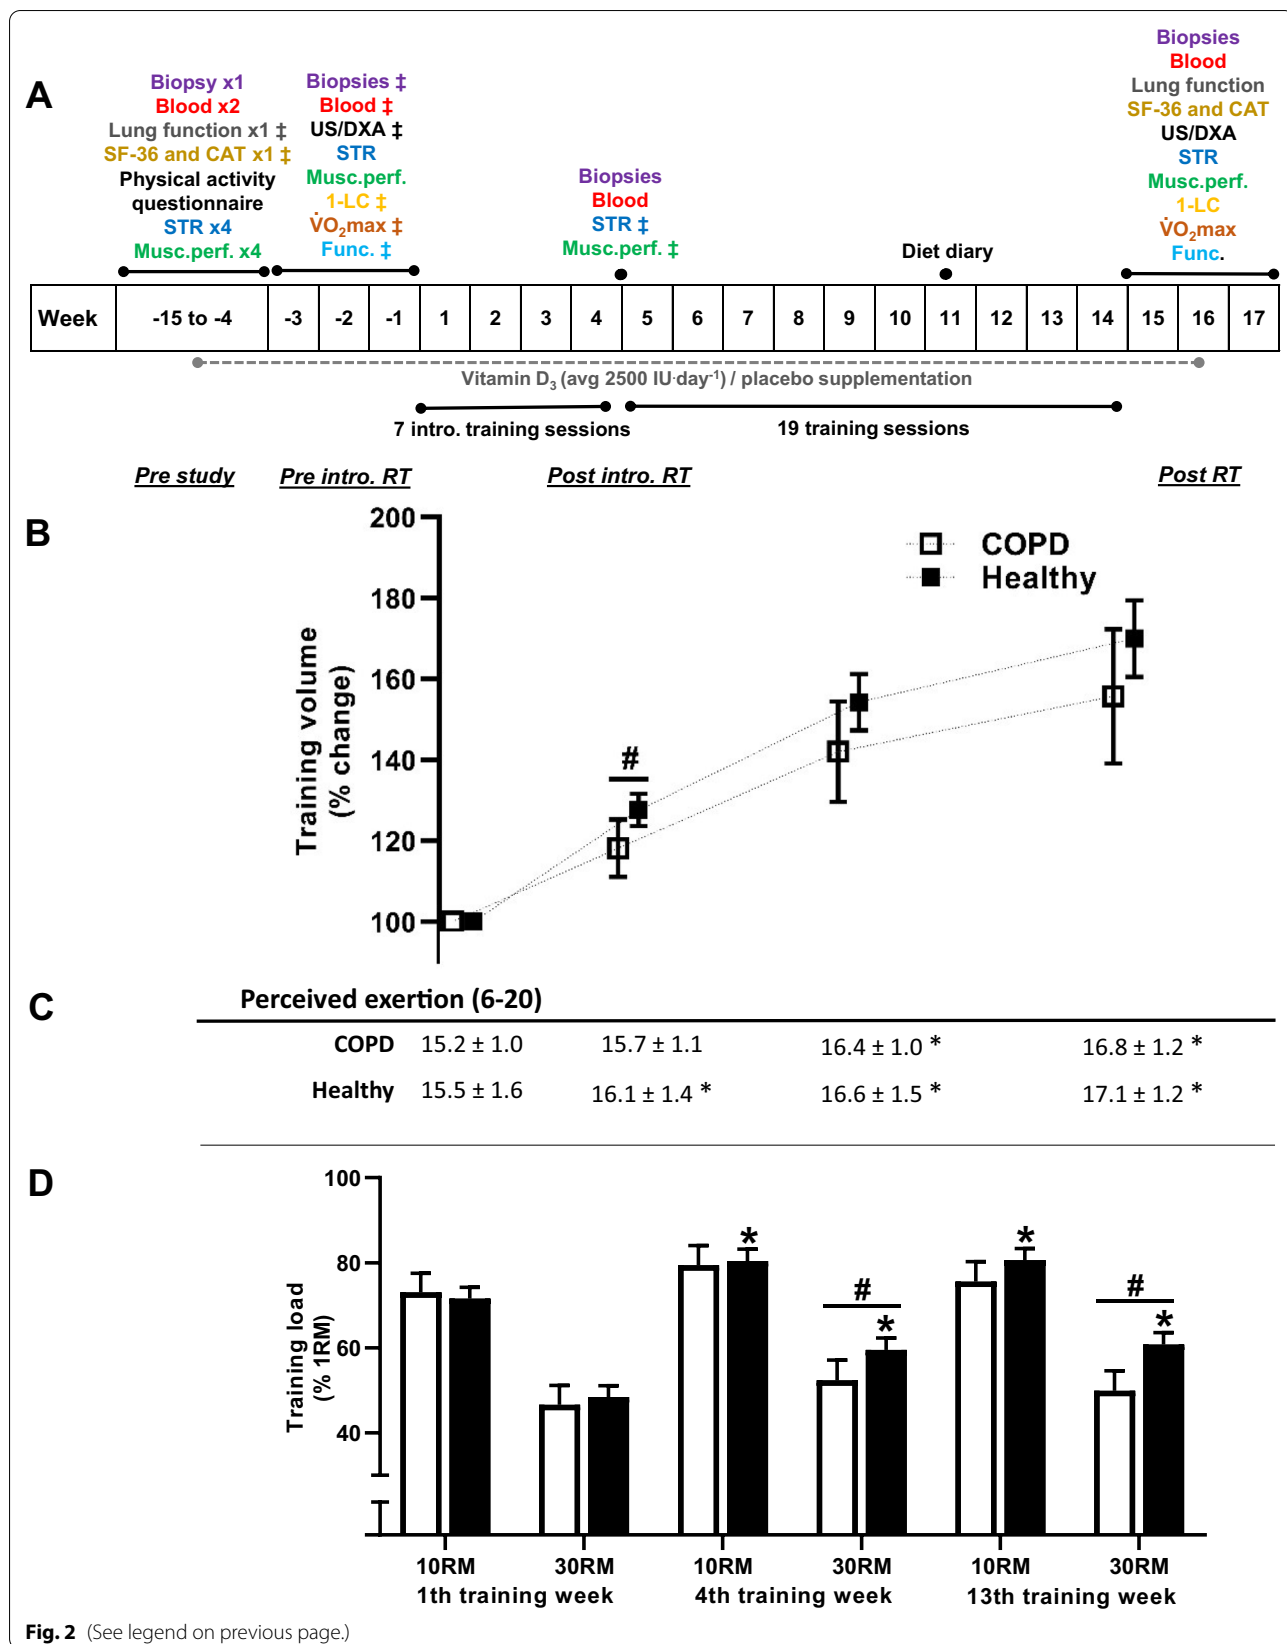 A
Biopsy x1
Blood x2
Lung function x1 ‡
SF-36 and CAT x1 ‡
Physical activity
questionnaire
STR x4
Musc.perf. x4
Biopsies ‡
Blood ‡
US/DXA ‡
STR
Musc.perf.
1-LC ‡
V̇O₂max ‡
Func. ‡
Biopsies
Blood
STR ‡
Musc.perf. ‡
Diet diary
Biopsies
Blood
Lung function
SF-36 and CAT
US/DXA
STR
Musc.perf.
1-LC
V̇O₂max
Func.
Week -15 to -4 -3 -2 -1 1 2 3 4 5 6 7 8 9 10 11 12 13 14 15 16 17
Vitamin D₃ (avg 2500 IU·day⁻¹) / placebo supplementation
7 intro. training sessions 19 training sessions
Pre study Pre intro. RT Post intro. RT Post RT
B
200
180
160
140
120
100
Training volume
(% change)
COPD
Healthy
#
C
Perceived exertion (6-20)
COPD 15.2 ± 1.0 15.7 ± 1.1 16.4 ± 1.0 * 16.8 ± 1.2 *
Healthy 15.5 ± 1.6 16.1 ± 1.4 * 16.6 ± 1.5 * 17.1 ± 1.2 *
D
100
80
60
40
Training load
(% 1RM)
* # * * # *
10RM 30RM 10RM 30RM 10RM 30RM
1th training week 4th training week 13th training week
Fig. 2 (See legend on previous page.)